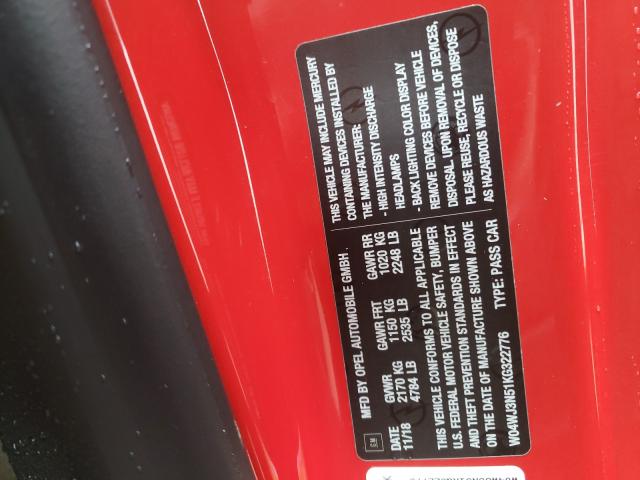 GM
MFD BY OPEL AUTOMOBILE GMBH
DATE GVWR GAWR FRT GAWR RR
11/18 2170 KG 1150 KG 1020 KG
4784 LB 2535 LB 2248 LB
THIS VEHICLE CONFORMS TO ALL APPLICABLE
U.S. FEDERAL MOTOR VEHICLE SAFETY, BUMPER
AND THEFT PREVENTION STANDARDS IN EFFECT
ON THE DATE OF MANUFACTURE SHOWN ABOVE
W04WJ3N51KG322776 TYPE: PASS CAR
THIS VEHICLE MAY INCLUDE MERCURY
CONTAINING DEVICES INSTALLED BY
THE MANUFACTURER:
- HIGH INTENSITY DISCHARGE
HEADLAMPS
- BACK LIGHTING COLOR DISPLAY
REMOVE DEVICES BEFORE VEHICLE
DISPOSAL. UPON REMOVAL OF DEVICES,
PLEASE REUSE, RECYCLE OR DISPOSE
AS HAZARDOUS WASTE